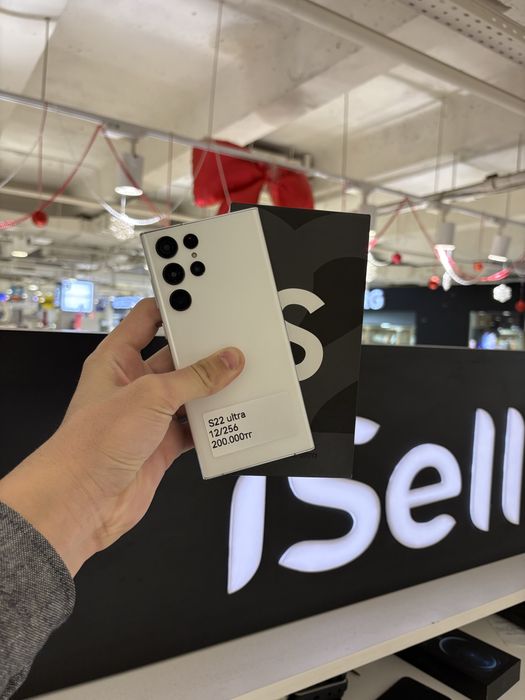 S
S22 ultra
12/256
200.000тг
iSell